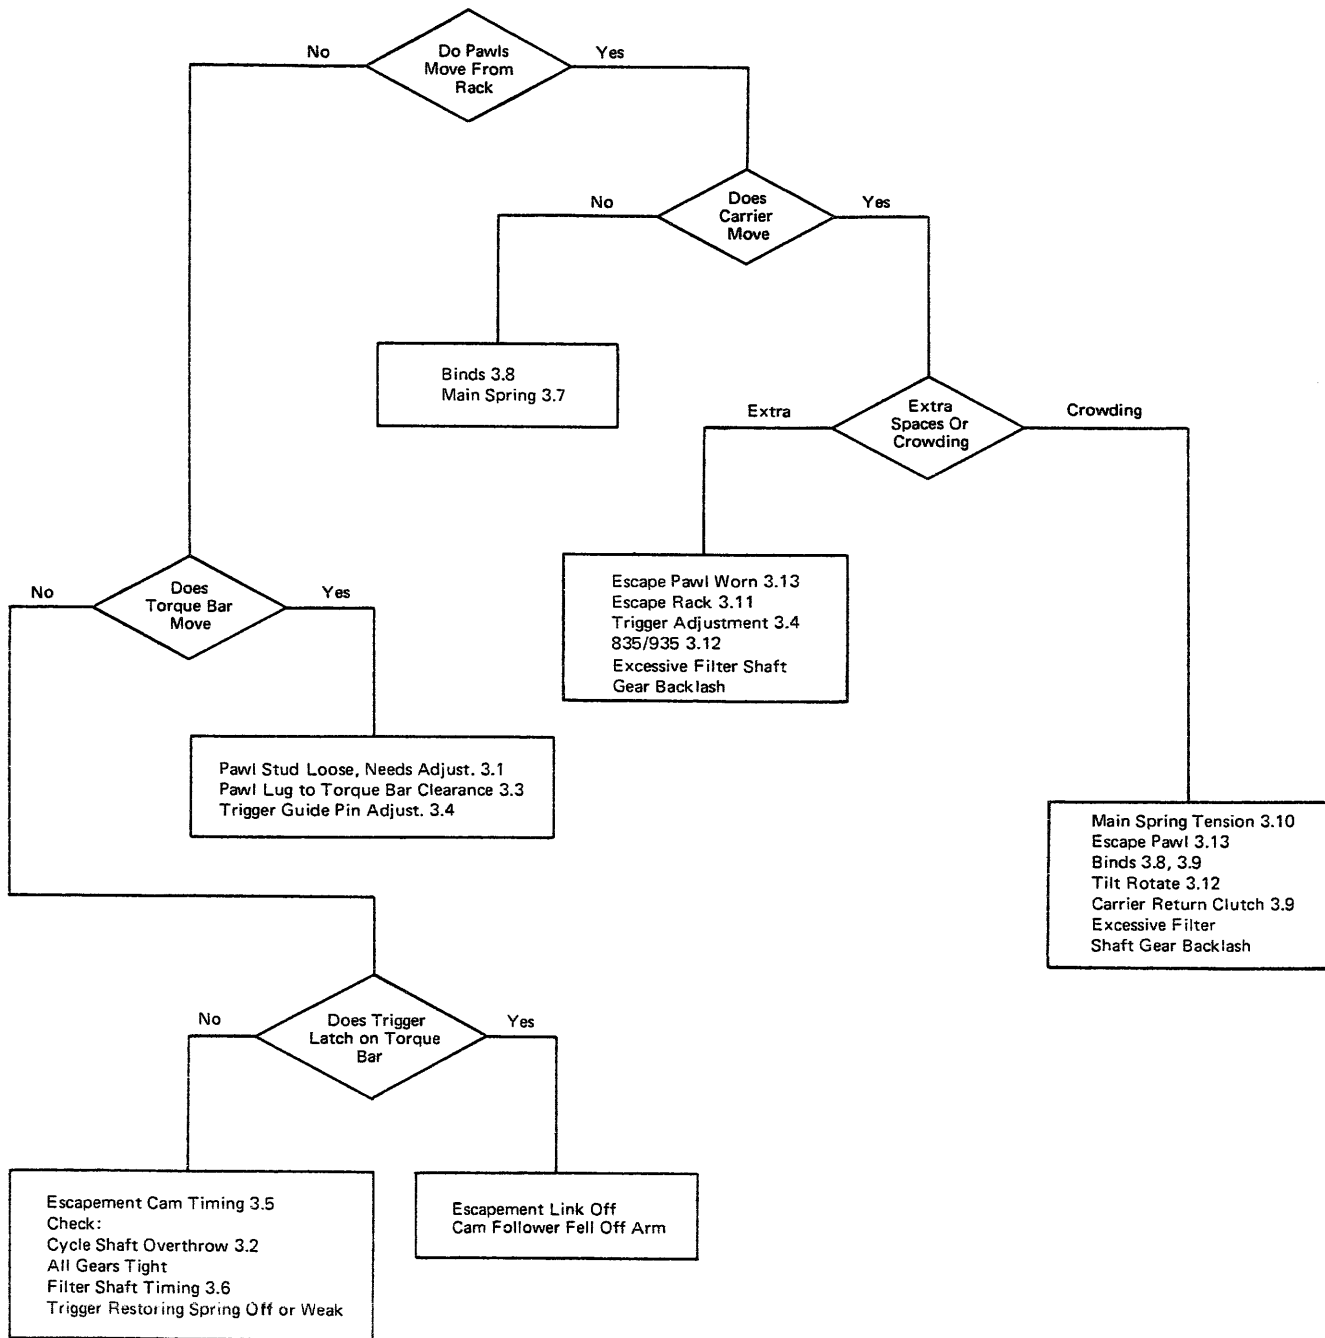 No
Do Pawls
Move From
Rack
Yes
No
Does
Carrier
Move
Yes
Binds 3.8
Main Spring 3.7
Extra
Extra
Spaces Or
Crowding
Crowding
No
Does
Torque Bar
Move
Yes
Escape Pawl Worn 3.13
Escape Rack 3.11
Trigger Adjustment 3.4
835/935 3.12
Excessive Filter Shaft
Gear Backlash
Pawl Stud Loose, Needs Adjust. 3.1
Pawl Lug to Torque Bar Clearance 3.3
Trigger Guide Pin Adjust. 3.4
Main Spring Tension 3.10
Escape Pawl 3.13
Binds 3.8, 3.9
Tilt Rotate 3.12
Carrier Return Clutch 3.9
Excessive Filter
Shaft Gear Backlash
No
Does Trigger
Latch on Torque
Bar
Yes
Escapement Cam Timing 3.5
Check:
Cycle Shaft Overthrow 3.2
All Gears Tight
Filter Shaft Timing 3.6
Trigger Restoring Spring Off or Weak
Escapement Link Off
Cam Follower Fell Off Arm